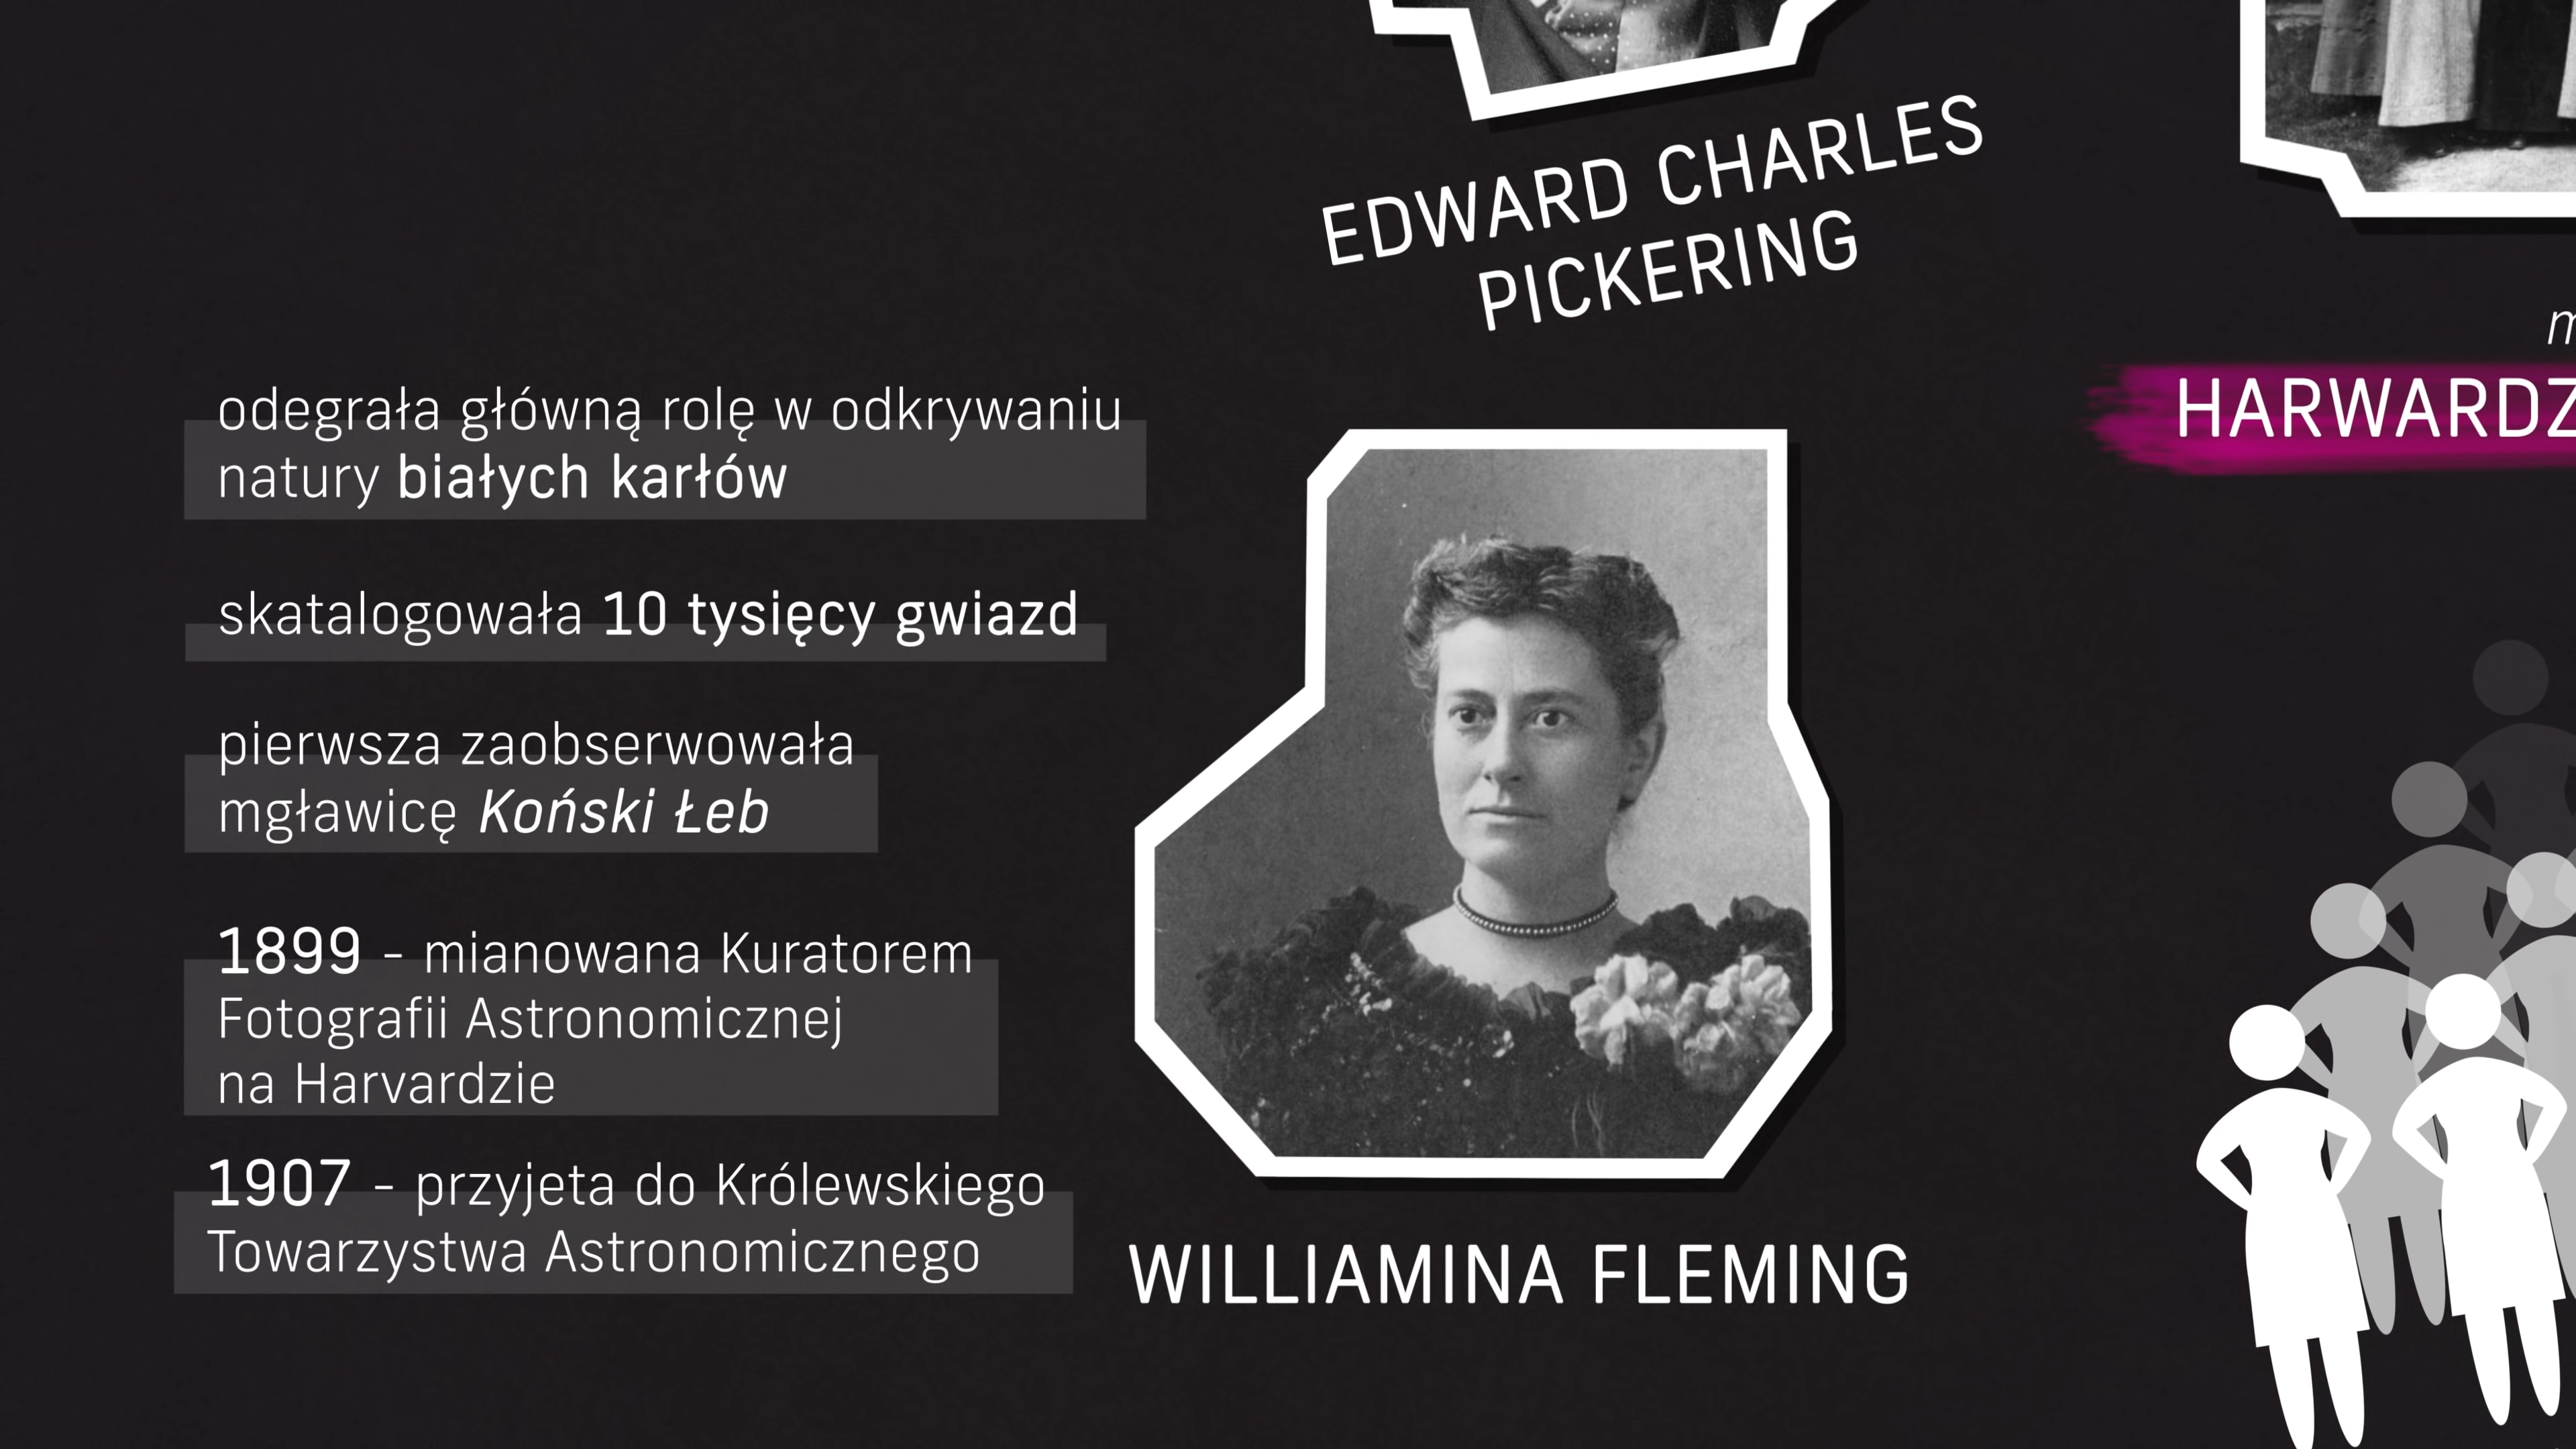 EDWARD CHARLES
PICKERING
odegrała główną rolę w odkrywaniu
natury białych karłów
skatalogowała 10 tysięcy gwiazd
pierwsza zaobserwowała
mgławicę Koński Łeb
1899 - mianowana Kuratorem
Fotografii Astronomicznej
na Harvardzie
1907 - przyjeta do Królewskiego
Towarzystwa Astronomicznego
WILLIAMINA FLEMING